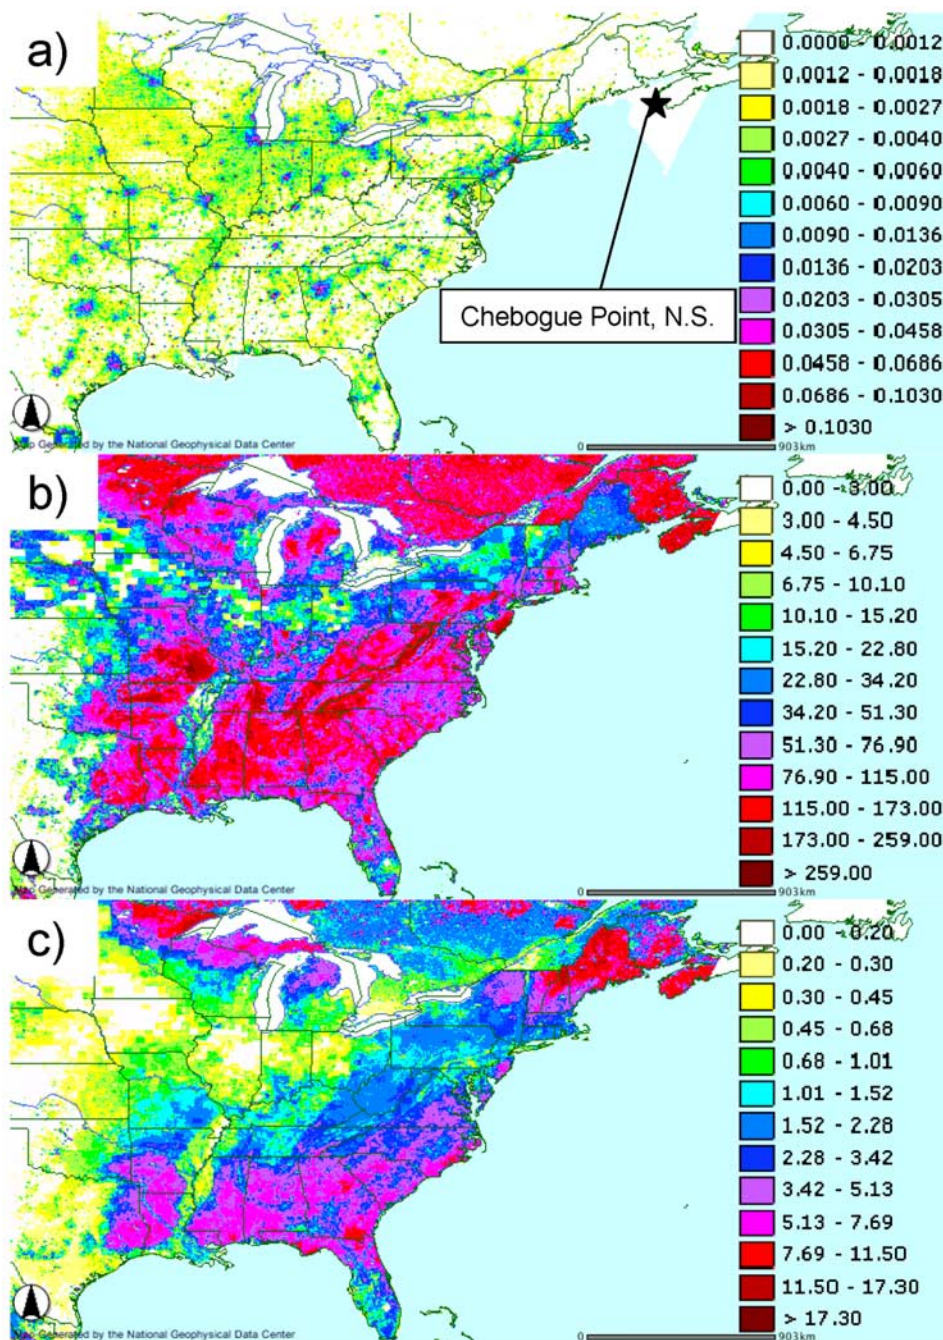 a)
0.0000 - 0.0012
0.0012 - 0.0018
0.0018 - 0.0027
0.0027 - 0.0040
0.0040 - 0.0060
0.0060 - 0.0090
0.0090 - 0.0136
0.0136 - 0.0203
0.0203 - 0.0305
0.0305 - 0.0458
0.0458 - 0.0686
0.0686 - 0.1030
> 0.1030
Chebogue Point, N.S.
Map Generated by the National Geophysical Data Center
0 903km
b)
0.00 - 3.00
3.00 - 4.50
4.50 - 6.75
6.75 - 10.10
10.10 - 15.20
15.20 - 22.80
22.80 - 34.20
34.20 - 51.30
51.30 - 76.90
76.90 - 115.00
115.00 - 173.00
173.00 - 259.00
> 259.00
Map Generated by the National Geophysical Data Center
0 903km
c)
0.00 - 0.20
0.20 - 0.30
0.30 - 0.45
0.45 - 0.68
0.68 - 1.01
1.01 - 1.52
1.52 - 2.28
2.28 - 3.42
3.42 - 5.13
5.13 - 7.69
7.69 - 11.50
11.50 - 17.30
> 17.30
Map Generated by the National Geophysical Data Center
0 903km